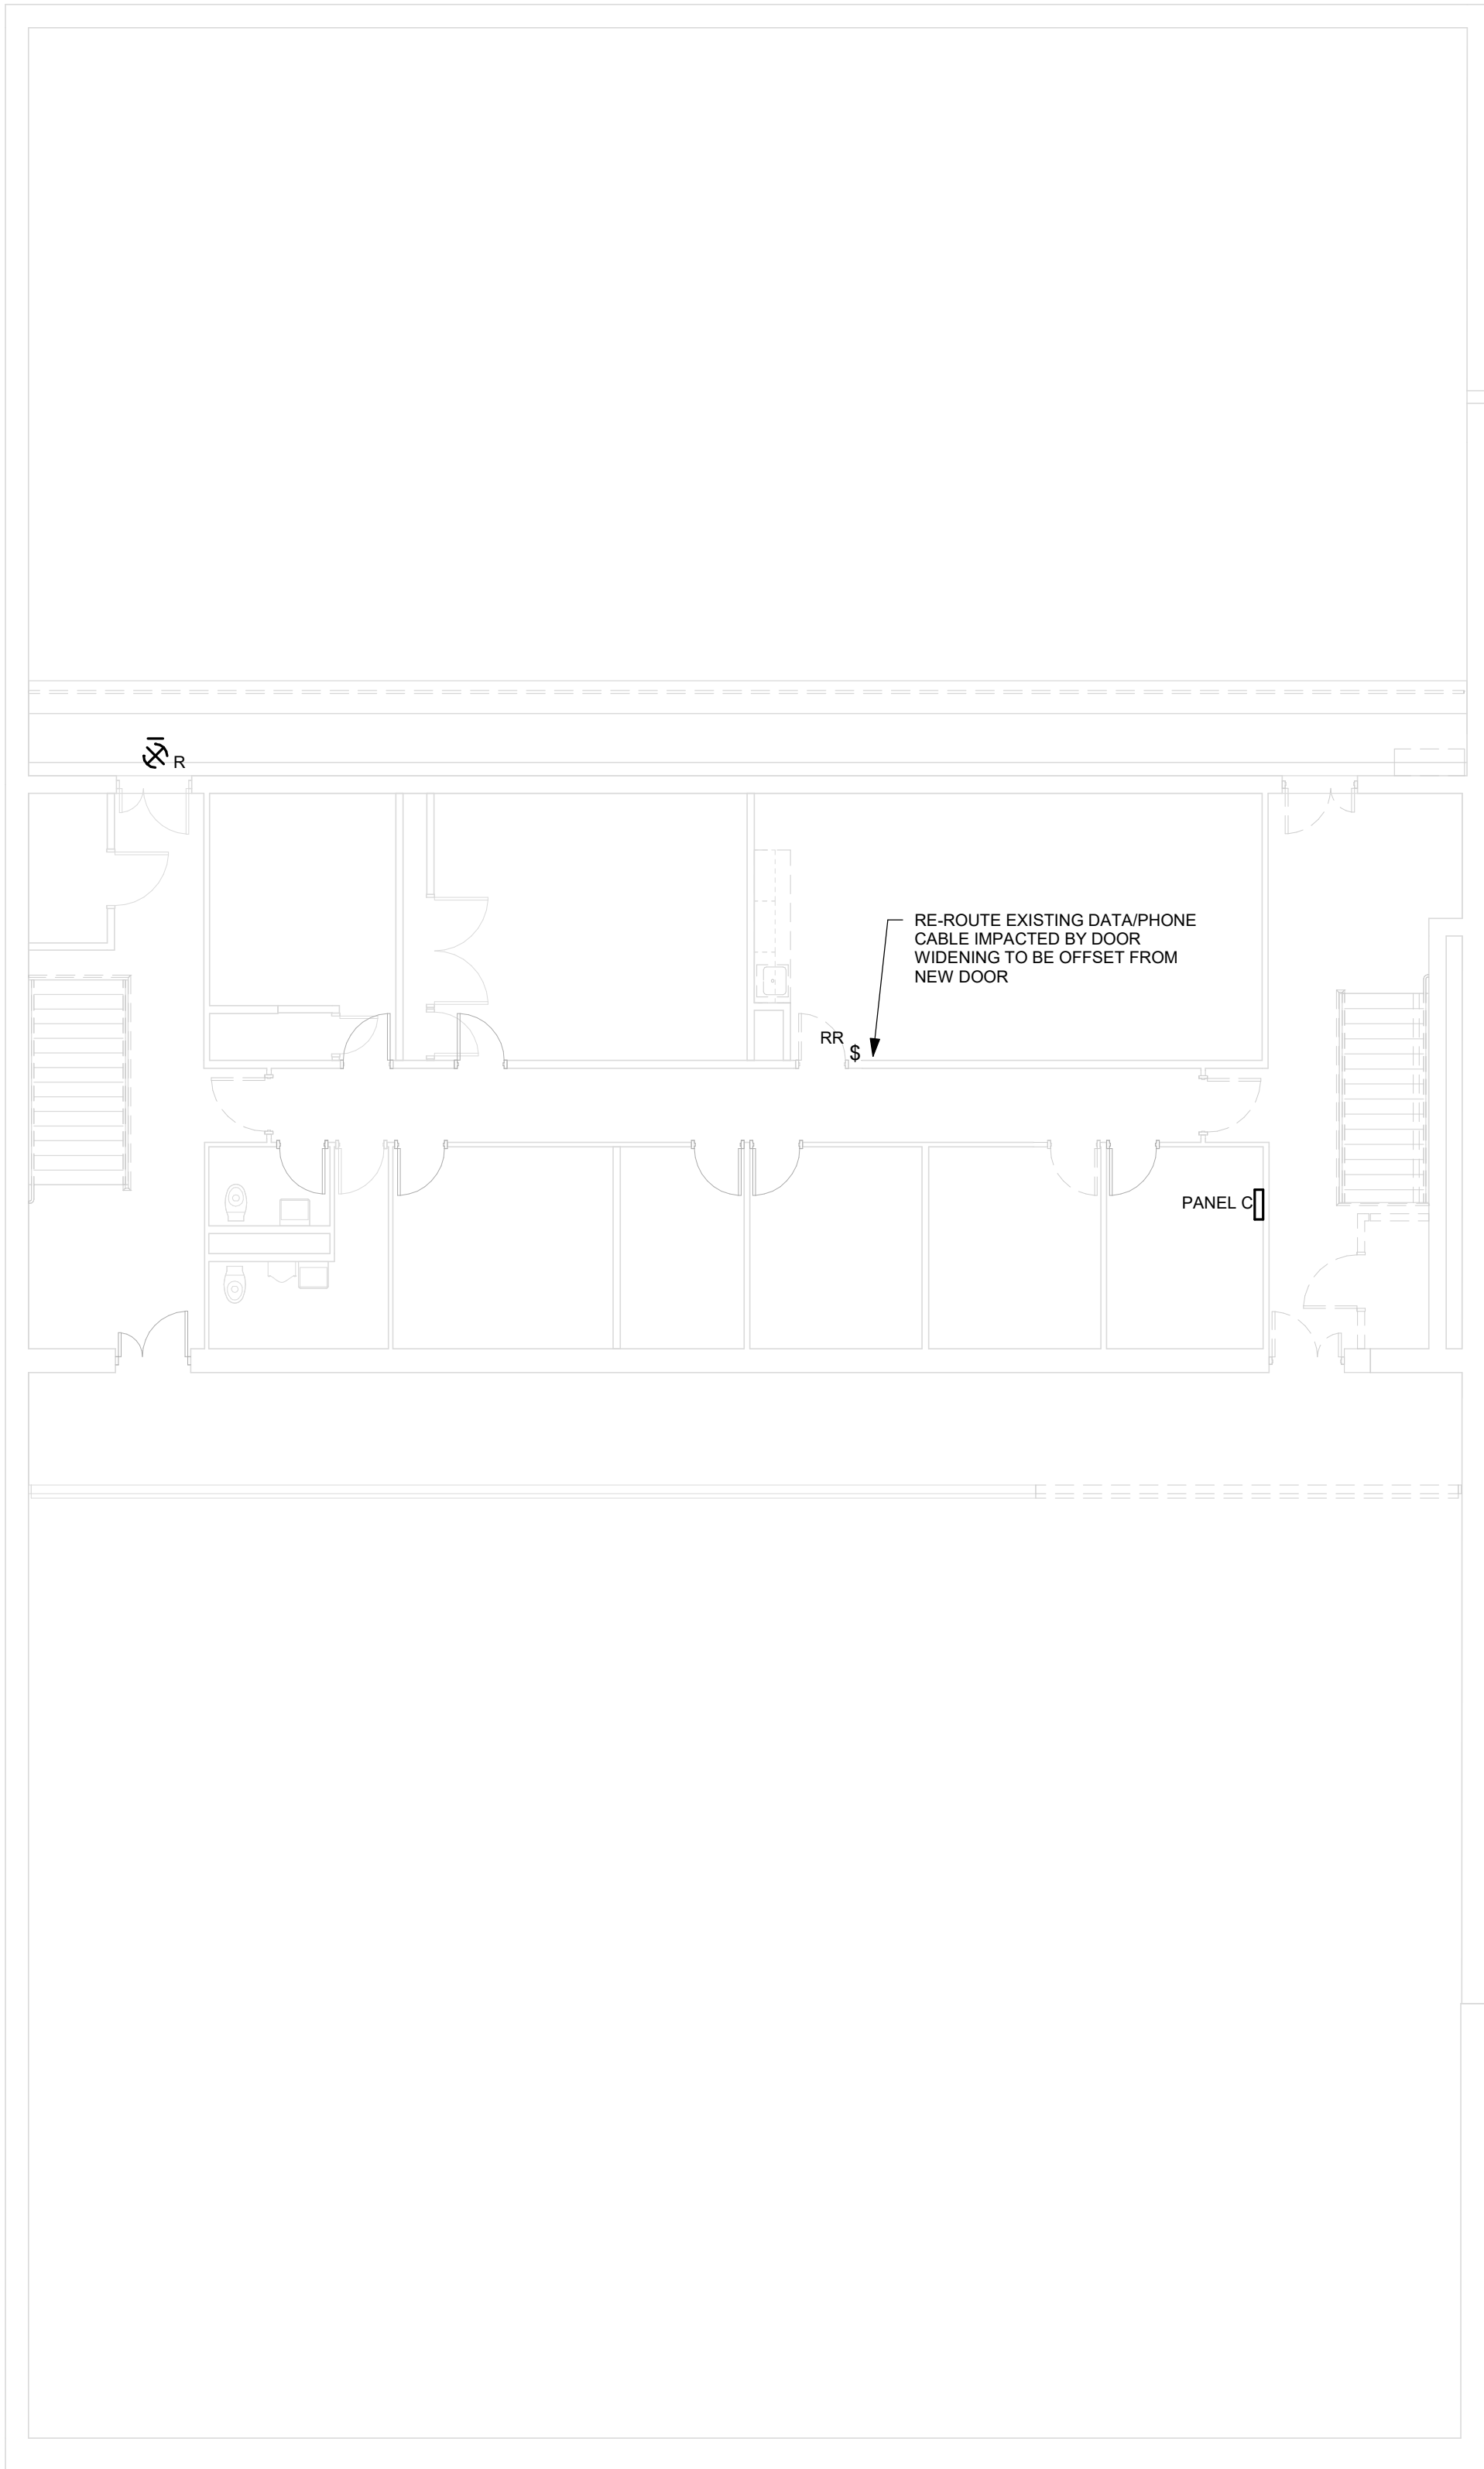 R
RE-ROUTE EXISTING DATA/PHONE
CABLE IMPACTED BY DOOR
WIDENING TO BE OFFSET FROM
NEW DOOR
RR
$
PANEL C